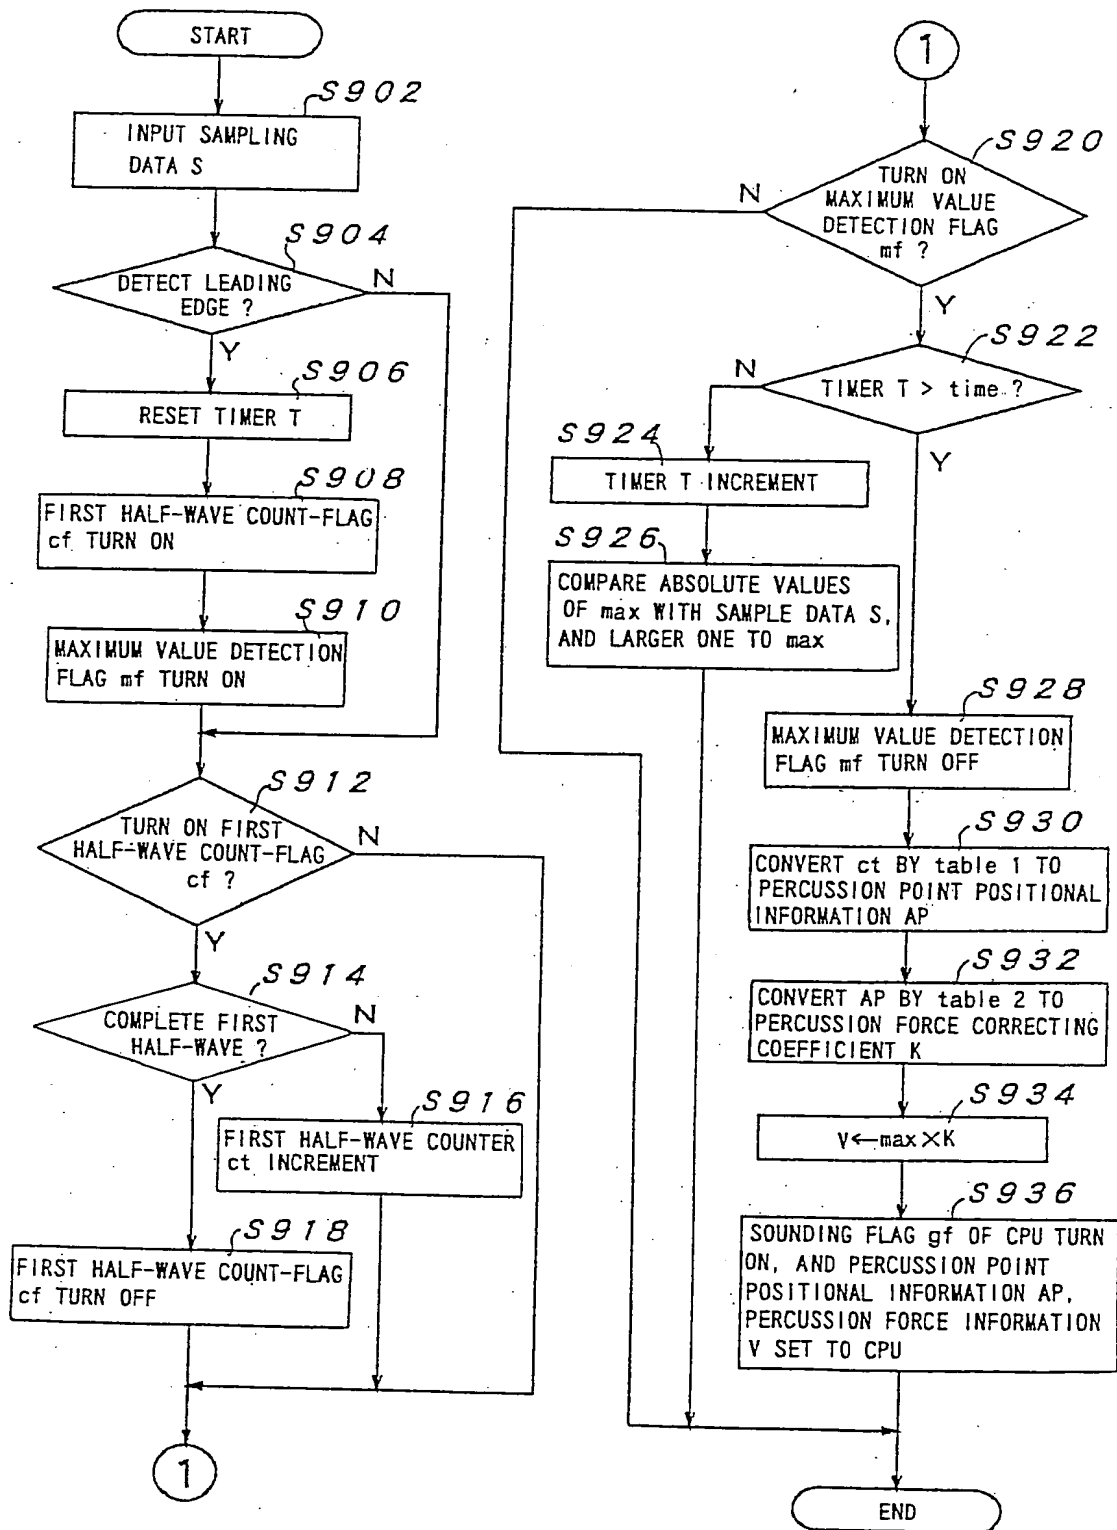 START
S902
INPUT SAMPLING
DATA S
S904
DETECT LEADING
EDGE ?
N
Y
S906
RESET TIMER T
S908
FIRST HALF-WAVE COUNT-FLAG
cf TURN ON
S910
MAXIMUM VALUE DETECTION
FLAG mf TURN ON
S912
TURN ON FIRST
HALF-WAVE COUNT-FLAG
cf ?
N
Y
S914
COMPLETE FIRST
HALF-WAVE ?
N
Y
S916
FIRST HALF-WAVE COUNTER
ct INCREMENT
S918
FIRST HALF-WAVE COUNT-FLAG
cf TURN OFF
1
1
S920
TURN ON
MAXIMUM VALUE
DETECTION FLAG
mf ?
N
Y
S922
TIMER T > time ?
N
Y
S924
TIMER T INCREMENT
S926
COMPARE ABSOLUTE VALUES
OF max WITH SAMPLE DATA S,
AND LARGER ONE TO max
S928
MAXIMUM VALUE DETECTION
FLAG mf TURN OFF
S930
CONVERT ct BY table 1 TO
PERCUSSION POINT POSITIONAL
INFORMATION AP
S932
CONVERT AP BY table 2 TO
PERCUSSION FORCE CORRECTING
COEFFICIENT K
S934
V←max×K
S936
SOUNDING FLAG gf OF CPU TURN
ON, AND PERCUSSION POINT
POSITIONAL INFORMATION AP,
PERCUSSION FORCE INFORMATION
V SET TO CPU
END